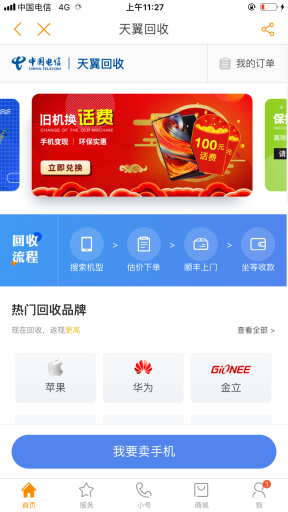 中国电信 4G 上午11:27
天翼回收
中国电信 CHINA TELECOM 天翼回收 我的订单
旧机换话费
CHANGE OF THE OLD MACHINE
手机变现 | 环保实惠
100元
话费
立即兑换
回收
流程
搜索机型 > 估价下单 > 顺丰上门 > 坐等收款
热门回收品牌
现在回收，返现更高 查看全部 >
GIONEE
苹果 华为 金立
我要卖手机
1
首页 服务 小号 商城 我